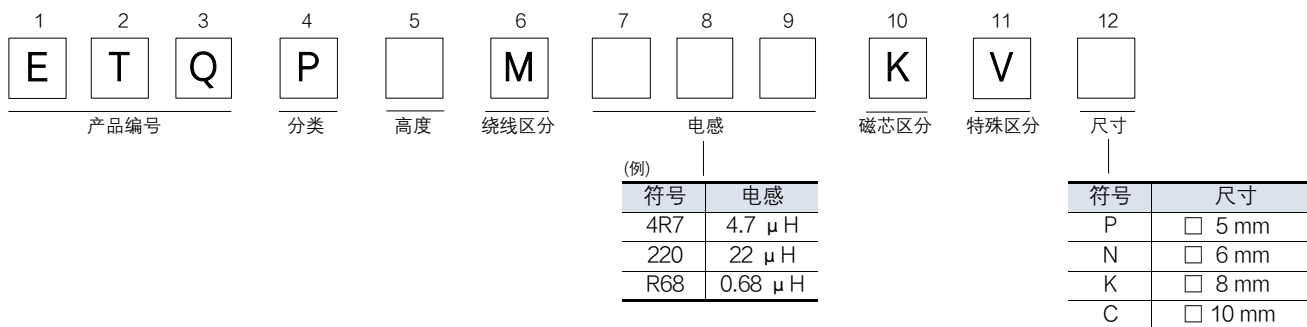 1 2 3 4 5 6 7 8 9 10 11 12
E T Q P M K V
产品编号 分类 高度 绕线区分 电感 磁芯区分 特殊区分 尺寸
(例)
符号 电感
4R7 4.7 μH
220 22 μH
R68 0.68 μH
符号 尺寸
P □ 5 mm
N □ 6 mm
K □ 8 mm
C □ 10 mm